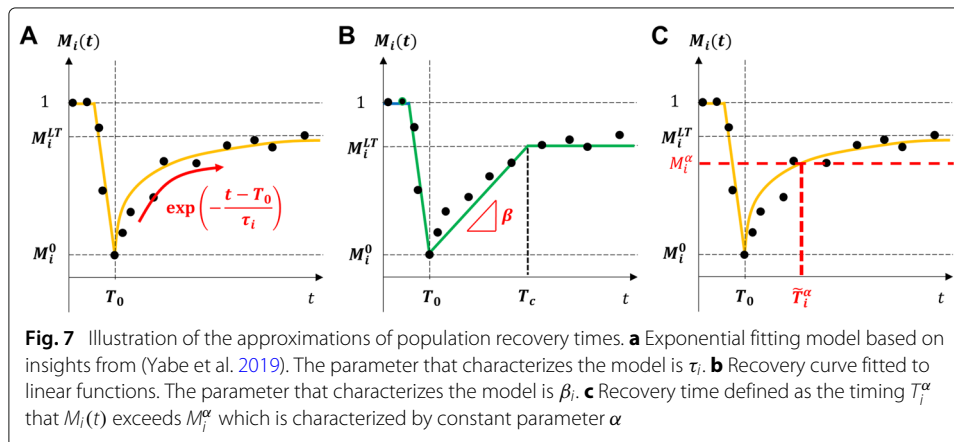 A
M_i(t)
1
M_i^{LT}
M_i^0
exp(-\frac{t - T_0}{τ_i})
T_0
t
B
M_i(t)
1
M_i^{LT}
M_i^0
β
T_0
T_c
t
C
M_i(t)
1
M_i^{LT}
M_i^α
M_i^0
T_0
\tilde{T}_i^α
t
Fig. 7 Illustration of the approximations of population recovery times. a Exponential fitting model based on
insights from (Yabe et al. 2019). The parameter that characterizes the model is τ_i. b Recovery curve fitted to
linear functions. The parameter that characterizes the model is β_i. c Recovery time defined as the timing T_i^α
that M_i(t) exceeds M_i^α which is characterized by constant parameter α